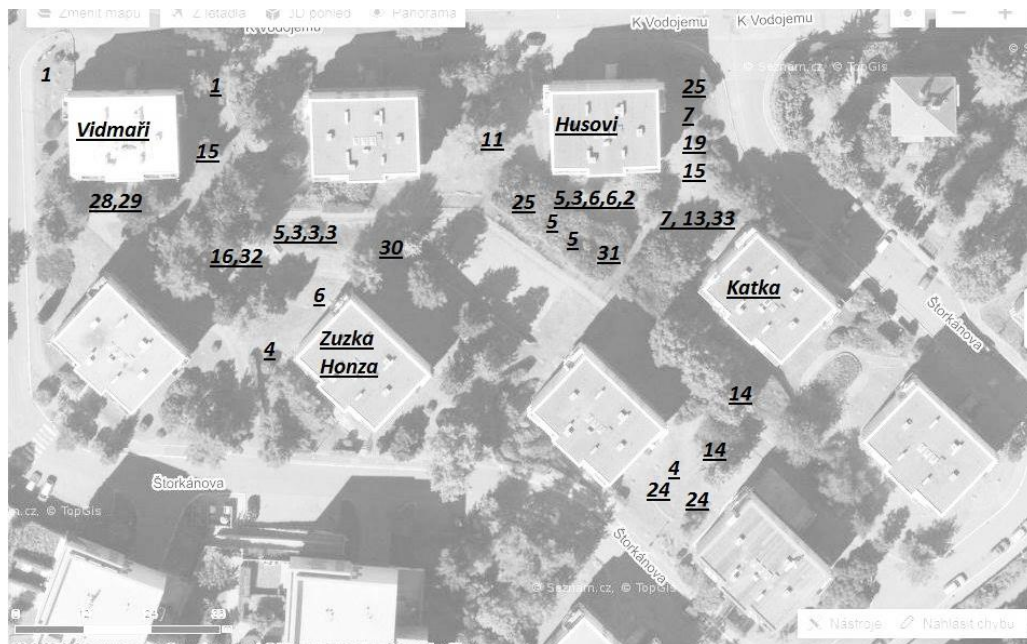 Změnit mapu
Z letadla
3D pohled
Panorama
K Vodojemu
K Vodojemu
K Vodojemu
© Seznam.cz, © TopGis
1
1
25
Vidmaři
Husovi
7
11
19
15
15
28,29
25
5,3,6,6,2
5
7, 13,33
5,3,3,3
5
16,32
30
31
6
Katka
Štorkánova
Zuzka
Honza
4
14
14
4
24
24
Štorkánova
m.cz, © TopGis
Štorkánova
© Seznam.cz, © TopGis
Nástroje
Nahlásit chybu